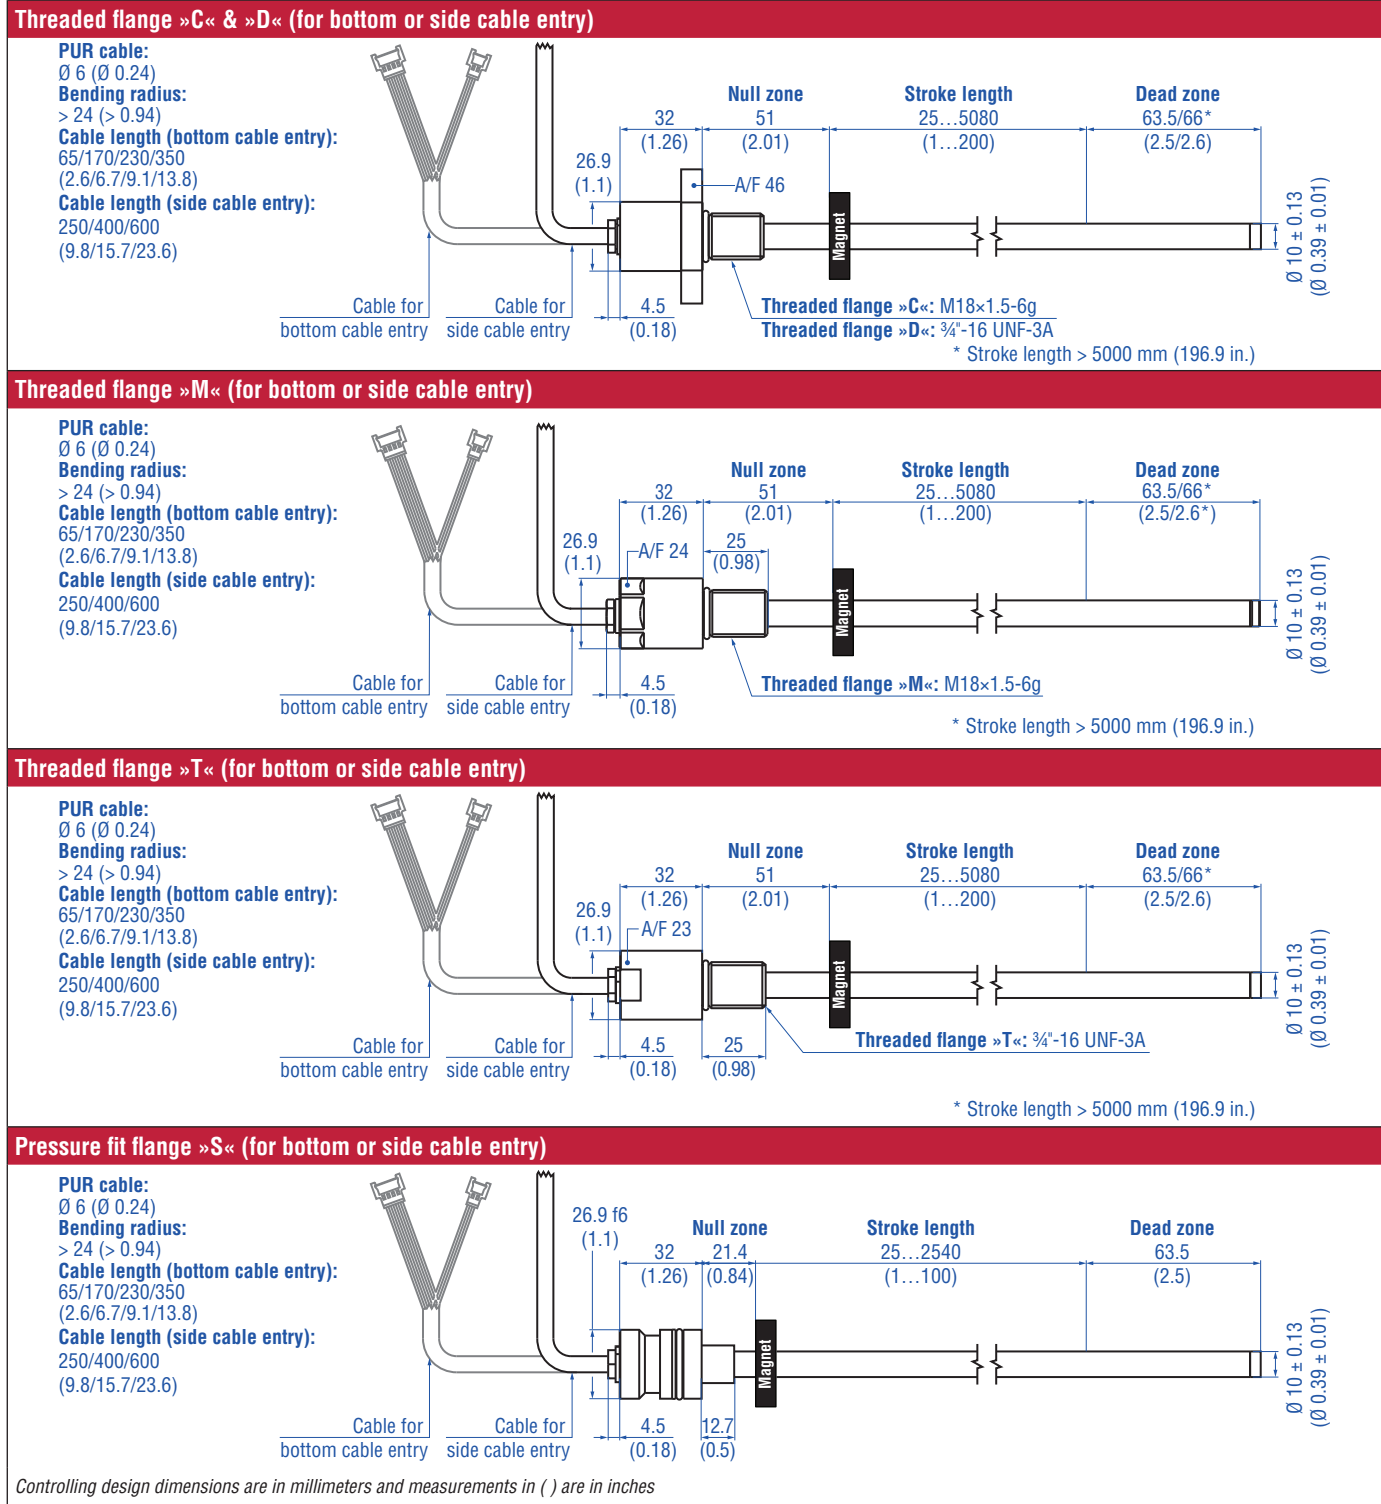 Threaded flange »C« & »D« (for bottom or side cable entry)
PUR cable:
Ø 6 (Ø 0.24)
Bending radius:
> 24 (> 0.94)
Cable length (bottom cable entry):
65/170/230/350
(2.6/6.7/9.1/13.8)
Cable length (side cable entry):
250/400/600
(9.8/15.7/23.6)
Null zone
Stroke length
Dead zone
32
51
25…5080
63.5/66*
(1.26)
(2.01)
(1…200)
(2.5/2.6)
26.9
(1.1)
A/F 46
Magnet
Ø 10 ± 0.13
(Ø 0.39 ± 0.01)
Cable for
bottom cable entry
Cable for
side cable entry
4.5
(0.18)
Threaded flange »C«: M18×1.5-6g
Threaded flange »D«: ¾"-16 UNF-3A
* Stroke length > 5000 mm (196.9 in.)
Threaded flange »M« (for bottom or side cable entry)
PUR cable:
Ø 6 (Ø 0.24)
Bending radius:
> 24 (> 0.94)
Cable length (bottom cable entry):
65/170/230/350
(2.6/6.7/9.1/13.8)
Cable length (side cable entry):
250/400/600
(9.8/15.7/23.6)
Null zone
Stroke length
Dead zone
32
51
25…5080
63.5/66*
(1.26)
(2.01)
(1…200)
(2.5/2.6*)
26.9
(1.1)
A/F 24
25
(0.98)
Magnet
Ø 10 ± 0.13
(Ø 0.39 ± 0.01)
Cable for
bottom cable entry
Cable for
side cable entry
4.5
(0.18)
Threaded flange »M«: M18×1.5-6g
* Stroke length > 5000 mm (196.9 in.)
Threaded flange »T« (for bottom or side cable entry)
PUR cable:
Ø 6 (Ø 0.24)
Bending radius:
> 24 (> 0.94)
Cable length (bottom cable entry):
65/170/230/350
(2.6/6.7/9.1/13.8)
Cable length (side cable entry):
250/400/600
(9.8/15.7/23.6)
Null zone
Stroke length
Dead zone
32
51
25…5080
63.5/66*
(1.26)
(2.01)
(1…200)
(2.5/2.6)
26.9
(1.1)
A/F 23
Magnet
Ø 10 ± 0.13
(Ø 0.39 ± 0.01)
Cable for
bottom cable entry
Cable for
side cable entry
4.5
(0.18)
25
(0.98)
Threaded flange »T«: ¾"-16 UNF-3A
* Stroke length > 5000 mm (196.9 in.)
Pressure fit flange »S« (for bottom or side cable entry)
PUR cable:
Ø 6 (Ø 0.24)
Bending radius:
> 24 (> 0.94)
Cable length (bottom cable entry):
65/170/230/350
(2.6/6.7/9.1/13.8)
Cable length (side cable entry):
250/400/600
(9.8/15.7/23.6)
26.9 f6
(1.1)
Null zone
Stroke length
Dead zone
32
21.4
25…2540
63.5
(1.26)
(0.84)
(1…100)
(2.5)
Magnet
Ø 10 ± 0.13
(Ø 0.39 ± 0.01)
Cable for
bottom cable entry
Cable for
side cable entry
4.5
(0.18)
12.7
(0.5)
Controlling design dimensions are in millimeters and measurements in ( ) are in inches